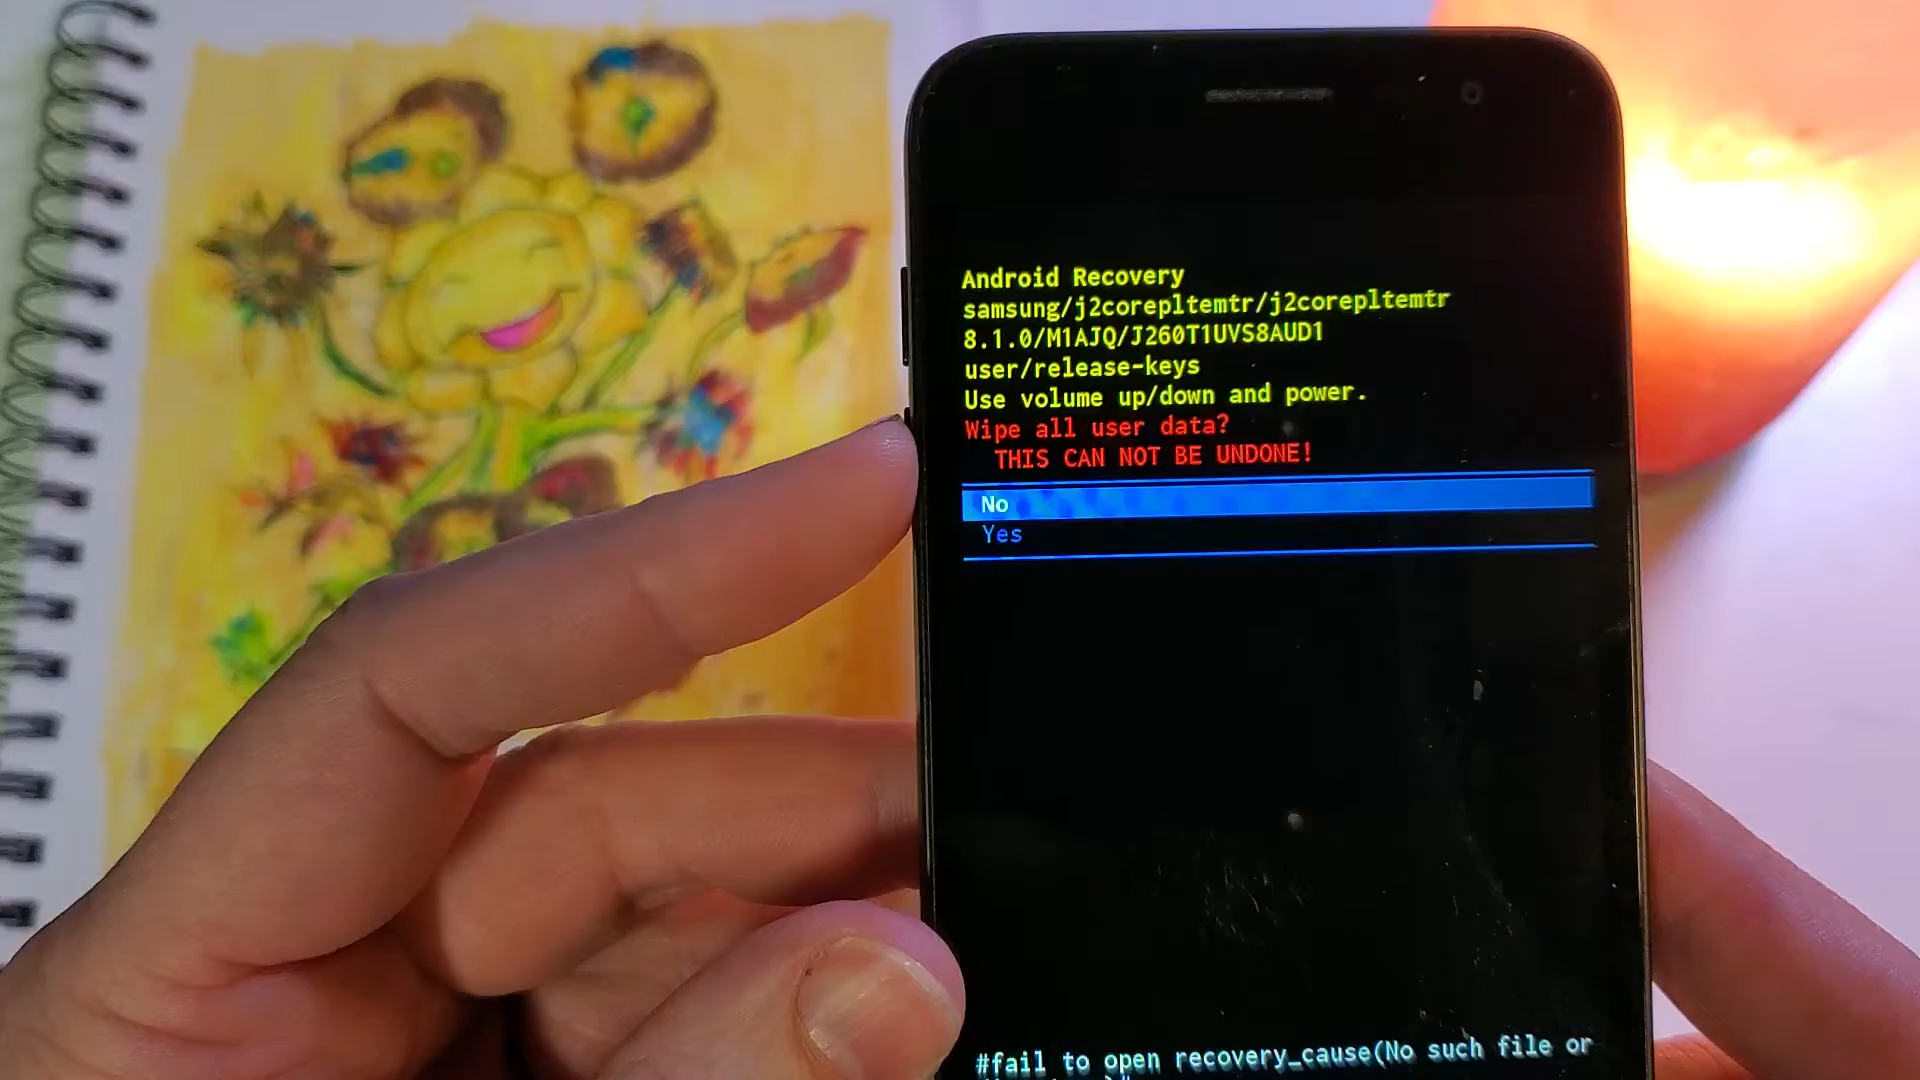 Android Recovery
samsung/j2corepltemtr/j2corepltemtr
8.1.0/M1AJQ/J260T1UVS8AUD1
user/release-keys
Use volume up/down and power.
Wipe all user data?
THIS CAN NOT BE UNDONE!
No
Yes
#fail to open recovery_cause(No such file or